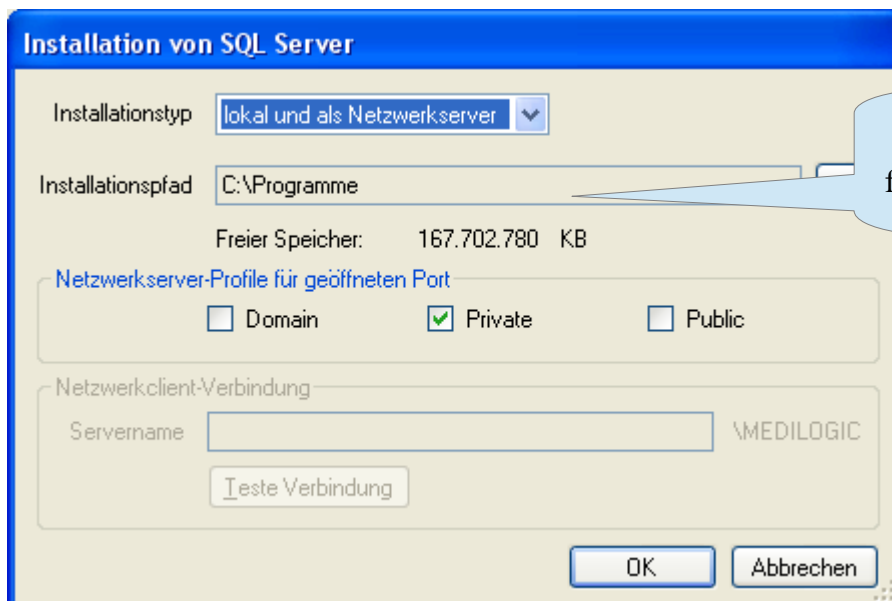 Installation von SQL Server
Installationstyp lokal und als Netzwerkserver
Installationspfad C:\Programme
f
Freier Speicher: 167.702.780 KB
Netzwerkserver-Profile für geöffneten Port
Domain Private Public
Netzwerkclient-Verbindung
Servername \MEDILOGIC
Teste Verbindung
OK Abbrechen